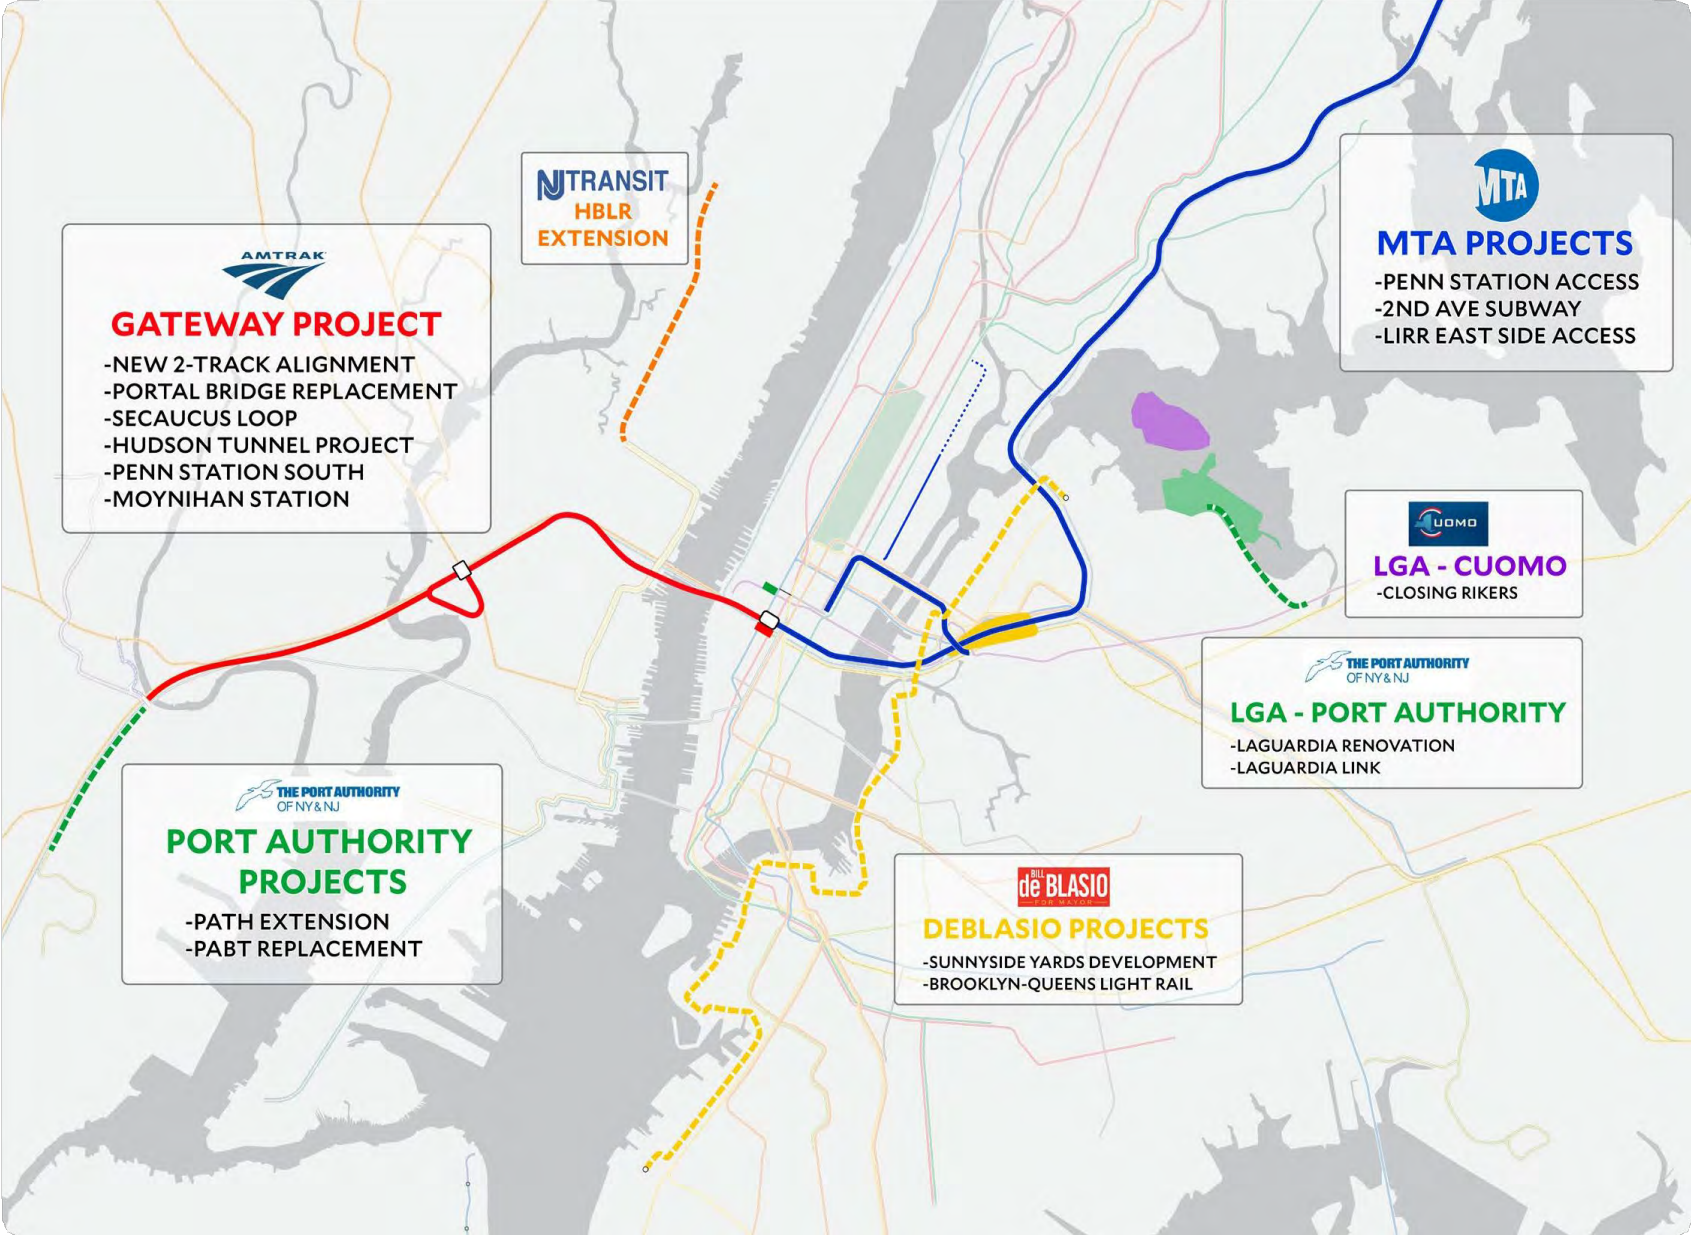 AMTRAK
GATEWAY PROJECT
-NEW 2-TRACK ALIGNMENT
-PORTAL BRIDGE REPLACEMENT
-SECAUCUS LOOP
-HUDSON TUNNEL PROJECT
-PENN STATION SOUTH
-MOYNIHAN STATION
NJTRANSIT
HBLR
EXTENSION
MTA
MTA PROJECTS
-PENN STATION ACCESS
-2ND AVE SUBWAY
-LIRR EAST SIDE ACCESS
CUOMO
LGA - CUOMO
-CLOSING RIKERS
THE PORT AUTHORITY
OF NY & NJ
LGA - PORT AUTHORITY
-LAGUARDIA RENOVATION
-LAGUARDIA LINK
THE PORT AUTHORITY
OF NY & NJ
PORT AUTHORITY
PROJECTS
-PATH EXTENSION
-PABT REPLACEMENT
BILL
de BLASIO
FOR MAYOR
DEBLASIO PROJECTS
-SUNNYSIDE YARDS DEVELOPMENT
-BROOKLYN-QUEENS LIGHT RAIL